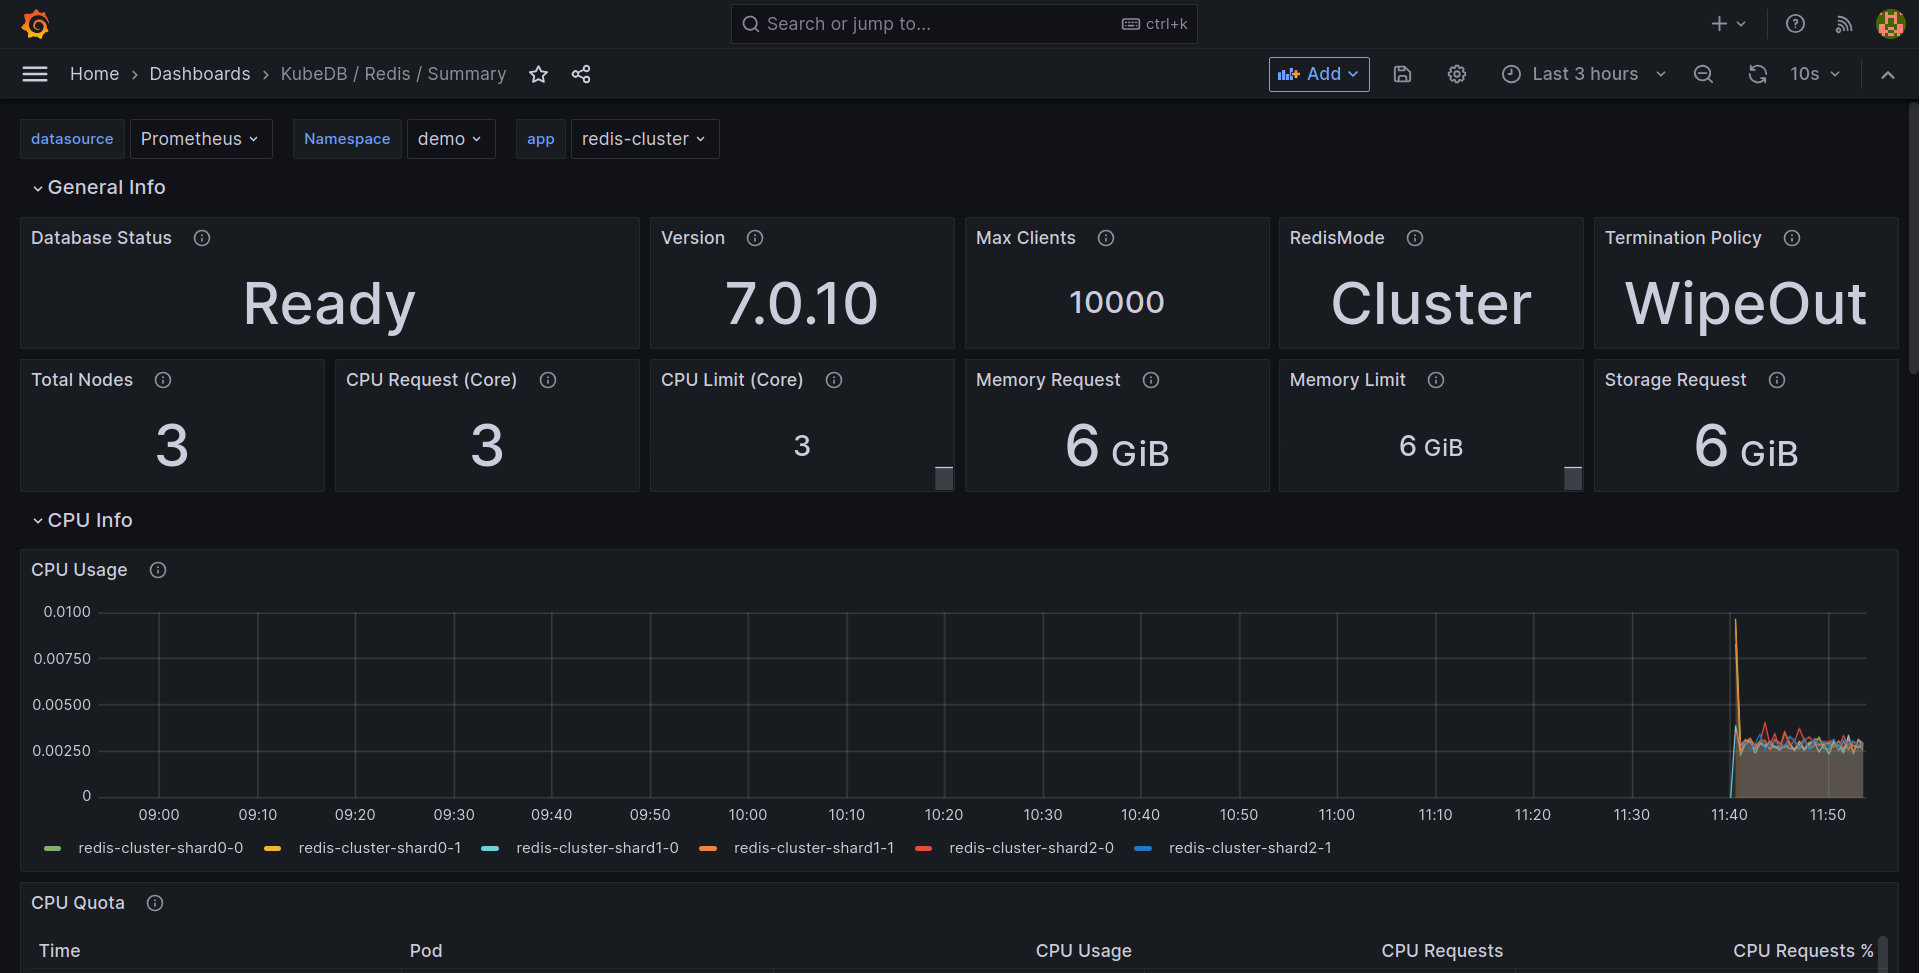 Search or jump to... ctrl+k
Home › Dashboards › KubeDB / Redis / Summary Add Last 3 hours 10s
datasource Prometheus Namespace demo app redis-cluster
General Info
Database Status Version Max Clients RedisMode Termination Policy
Ready 7.0.10 10000 Cluster WipeOut
Total Nodes CPU Request (Core) CPU Limit (Core) Memory Request Memory Limit Storage Request
3 3 3 6 GiB 6 GiB 6 GiB
CPU Info
CPU Usage
0.0100
0.00750
0.00500
0.00250
0
09:00 09:10 09:20 09:30 09:40 09:50 10:00 10:10 10:20 10:30 10:40 10:50 11:00 11:10 11:20 11:30 11:40 11:50
redis-cluster-shard0-0 redis-cluster-shard0-1 redis-cluster-shard1-0 redis-cluster-shard1-1 redis-cluster-shard2-0 redis-cluster-shard2-1
CPU Quota
Time Pod CPU Usage CPU Requests CPU Requests %